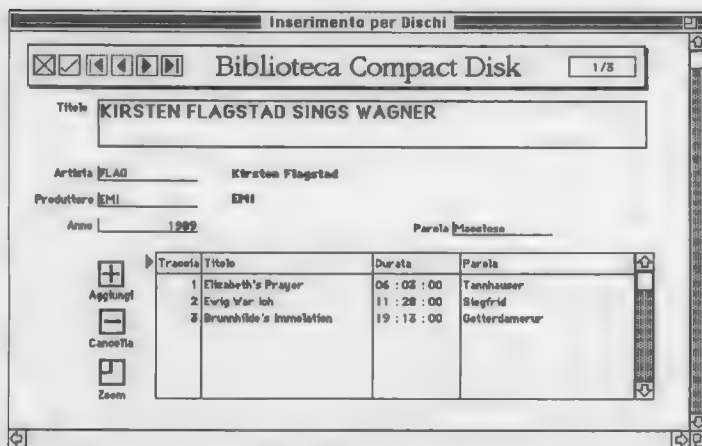 Inserimento per Dischi
Biblioteca Compact Disk 1/3
Titolo KIRSTEN FLAGSTAD SINGS WAGNER
Artista FLAG Kirsten Flagstad
Produttore EMI EMI
Anno 1989 Parola Maestoso
Traccia Titolo Durata Parola
1 Elizabeth's Prayer 06 : 03 : 00 Tannhauser
2 Ewig War Ich 11 : 28 : 00 Siegfrid
3 Brunnhilde's Immolation 19 : 13 : 00 Gotterdamerur
Aggiungi
Cancella
Zoom